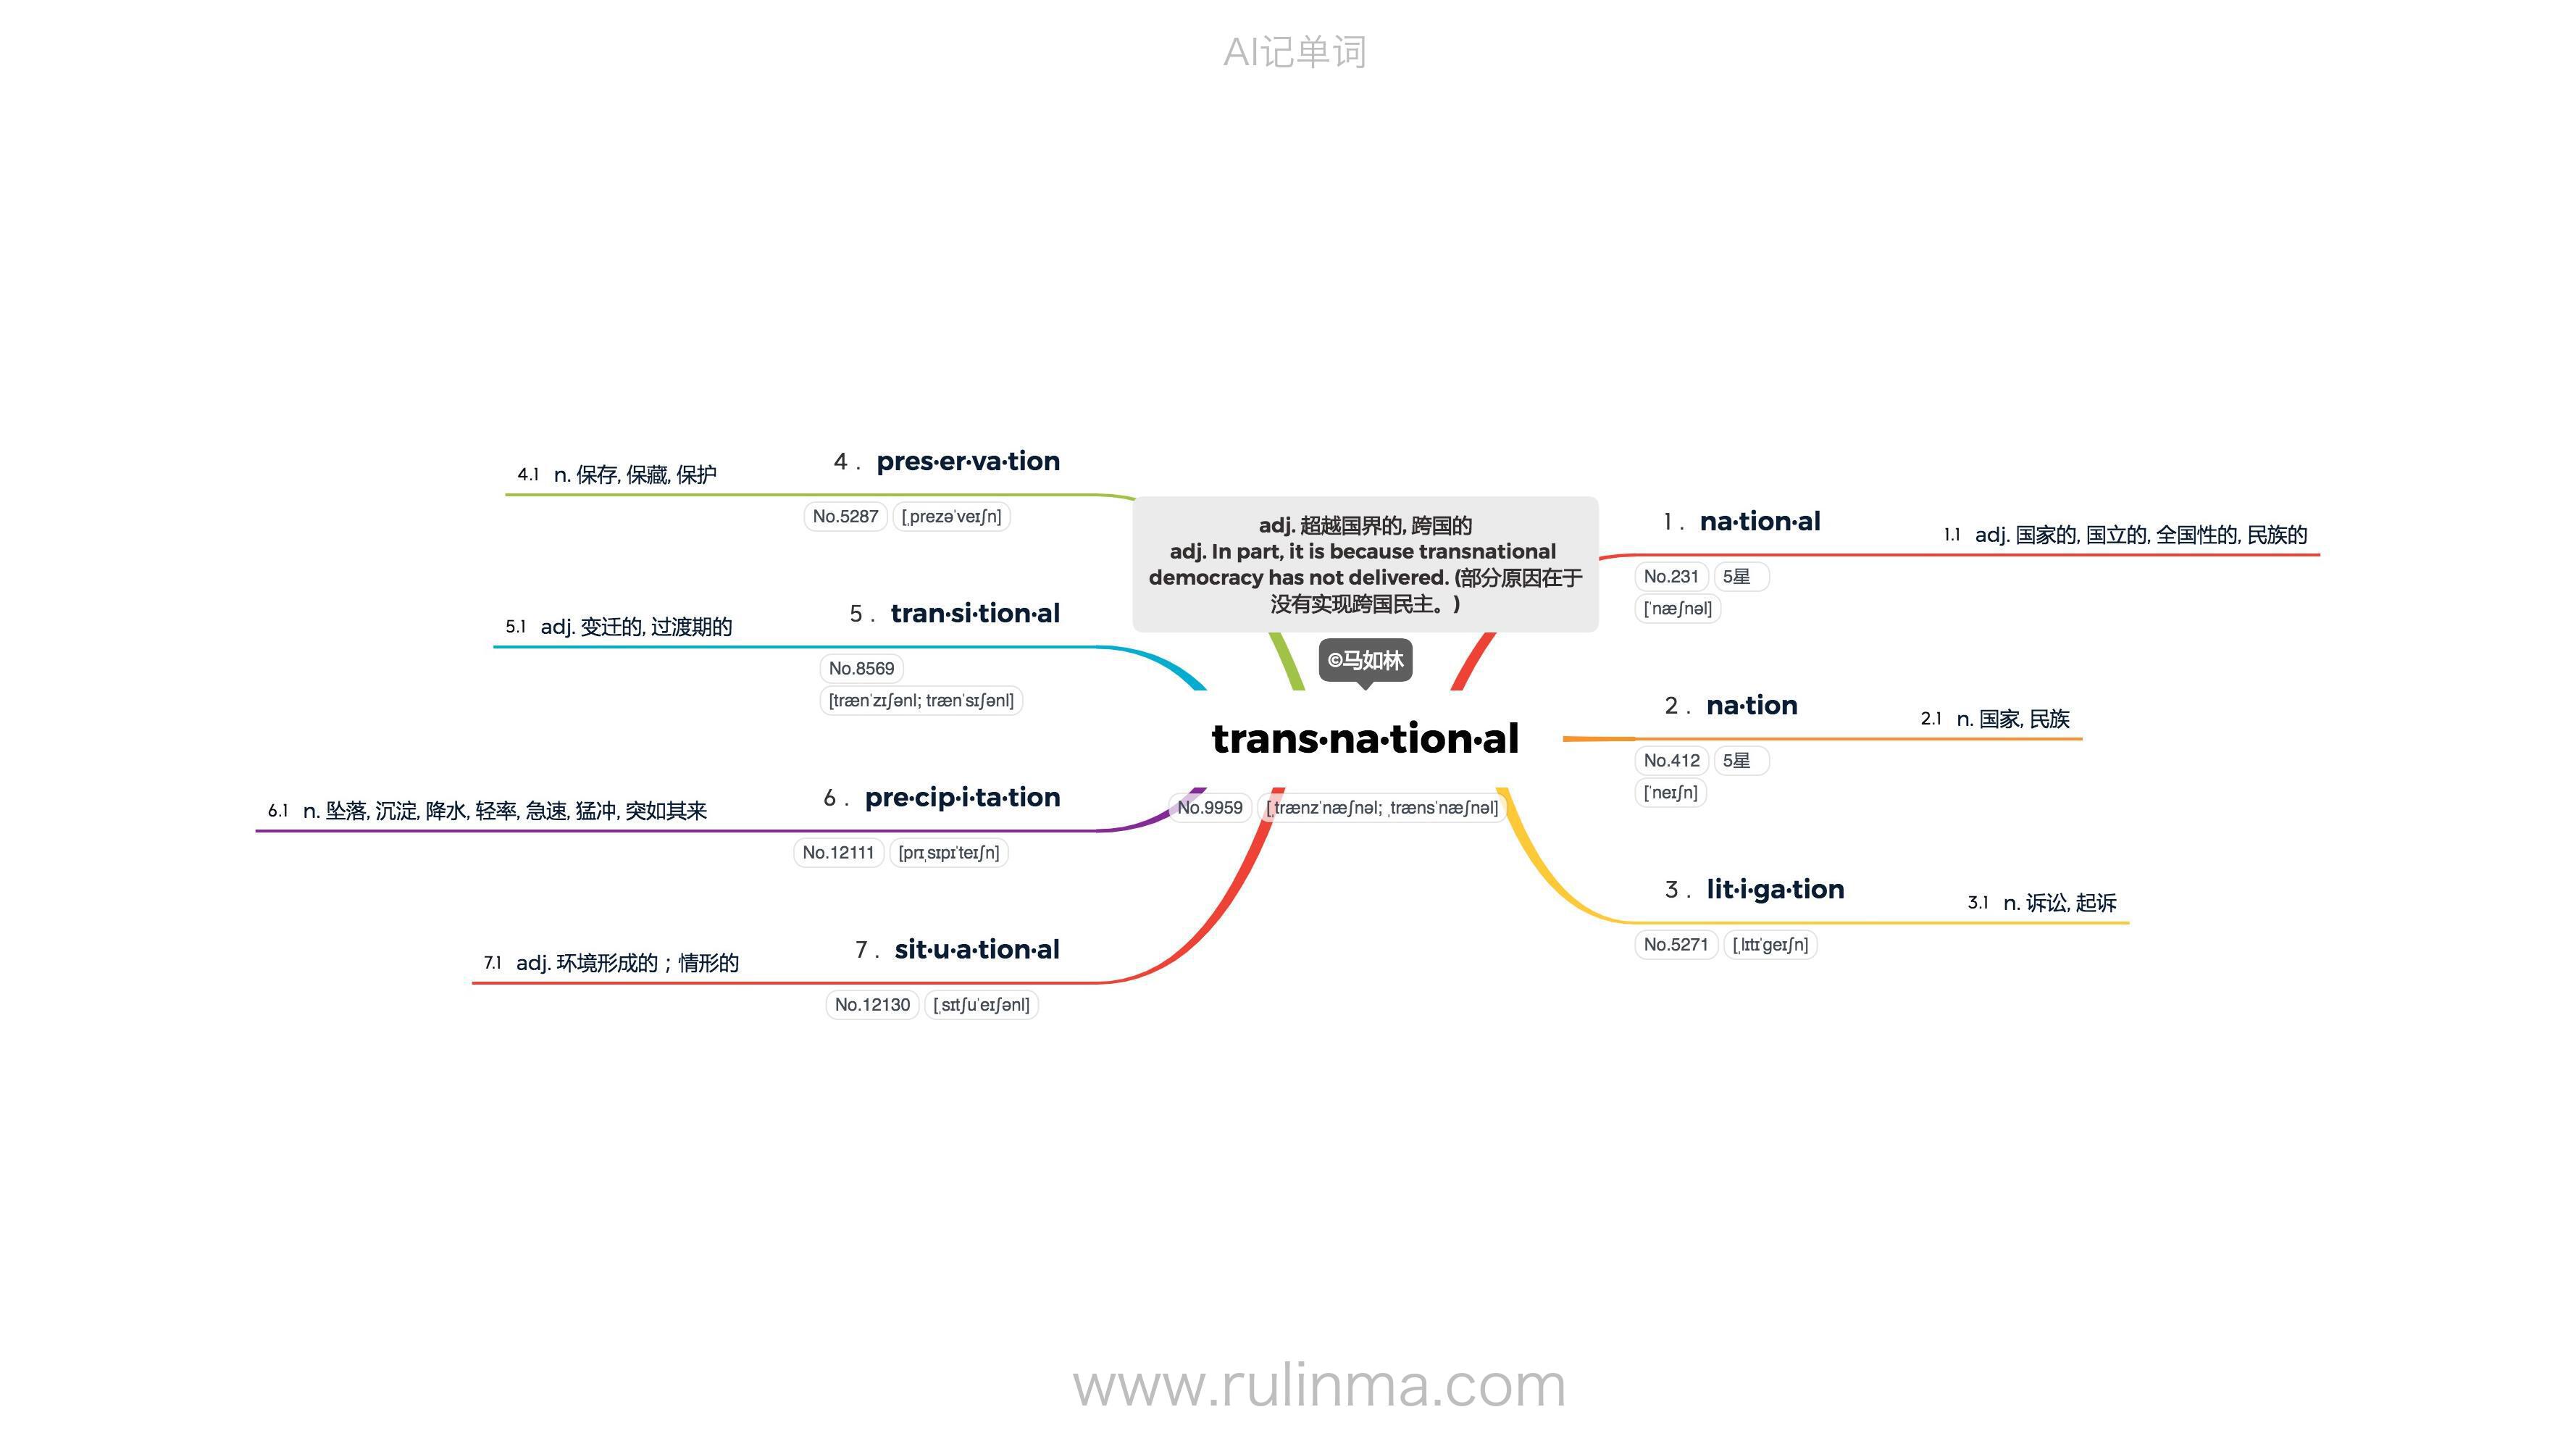 AI记单词
adj. 超越国界的, 跨国的
adj. In part, it is because transnational
democracy has not delivered. (部分原因在于
没有实现跨国民主。)
©马如林
trans·na·tion·al
No.9959 [ˌtrænzˈnæʃnəl; ˌtrænsˈnæʃnəl]
1 . na·tion·al
1.1 adj. 国家的, 国立的, 全国性的, 民族的
No.231 5星
[ˈnæʃnəl]
2 . na·tion
2.1 n. 国家, 民族
No.412 5星
[ˈneɪʃn]
3 . lit·i·ga·tion
3.1 n. 诉讼, 起诉
No.5271 [ˌlɪtɪˈɡeɪʃn]
4 . pres·er·va·tion
4.1 n. 保存, 保藏, 保护
No.5287 [ˌprezəˈveɪʃn]
5 . tran·si·tion·al
5.1 adj. 变迁的, 过渡期的
No.8569
[trænˈzɪʃənl; trænˈsɪʃənl]
6 . pre·cip·i·ta·tion
6.1 n. 坠落, 沉淀, 降水, 轻率, 急速, 猛冲, 突如其来
No.12111 [prɪˌsɪpɪˈteɪʃn]
7 . sit·u·a·tion·al
7.1 adj. 环境形成的；情形的
No.12130 [ˌsɪtʃuˈeɪʃənl]
www.rulinma.com